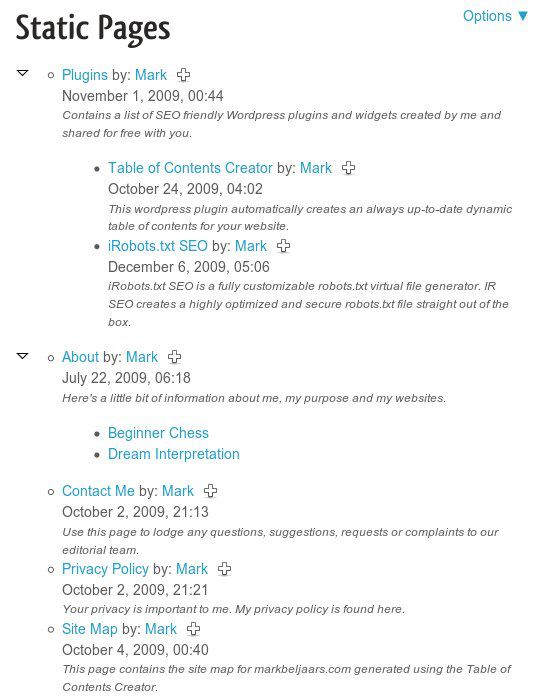 Static Pages
Options ▼
Plugins by: Mark
November 1, 2009, 00:44
Contains a list of SEO friendly Wordpress plugins and widgets created by me and
shared for free with you.
Table of Contents Creator by: Mark
October 24, 2009, 04:02
This wordpress plugin automatically creates an always up-to-date dynamic
table of contents for your website.
iRobots.txt SEO by: Mark
December 6, 2009, 05:06
iRobots.txt SEO is a fully customizable robots.txt virtual file generator. IR
SEO creates a highly optimized and secure robots.txt file straight out of the
box.
About by: Mark
July 22, 2009, 06:18
Here's a little bit of information about me, my purpose and my websites.
Beginner Chess
Dream Interpretation
Contact Me by: Mark
October 2, 2009, 21:13
Use this page to lodge any questions, suggestions, requests or complaints to our
editorial team.
Privacy Policy by: Mark
October 2, 2009, 21:21
Your privacy is important to me. My privacy policy is found here.
Site Map by: Mark
October 4, 2009, 00:40
This page contains the site map for markbeljaars.com generated using the Table of
Contents Creator.